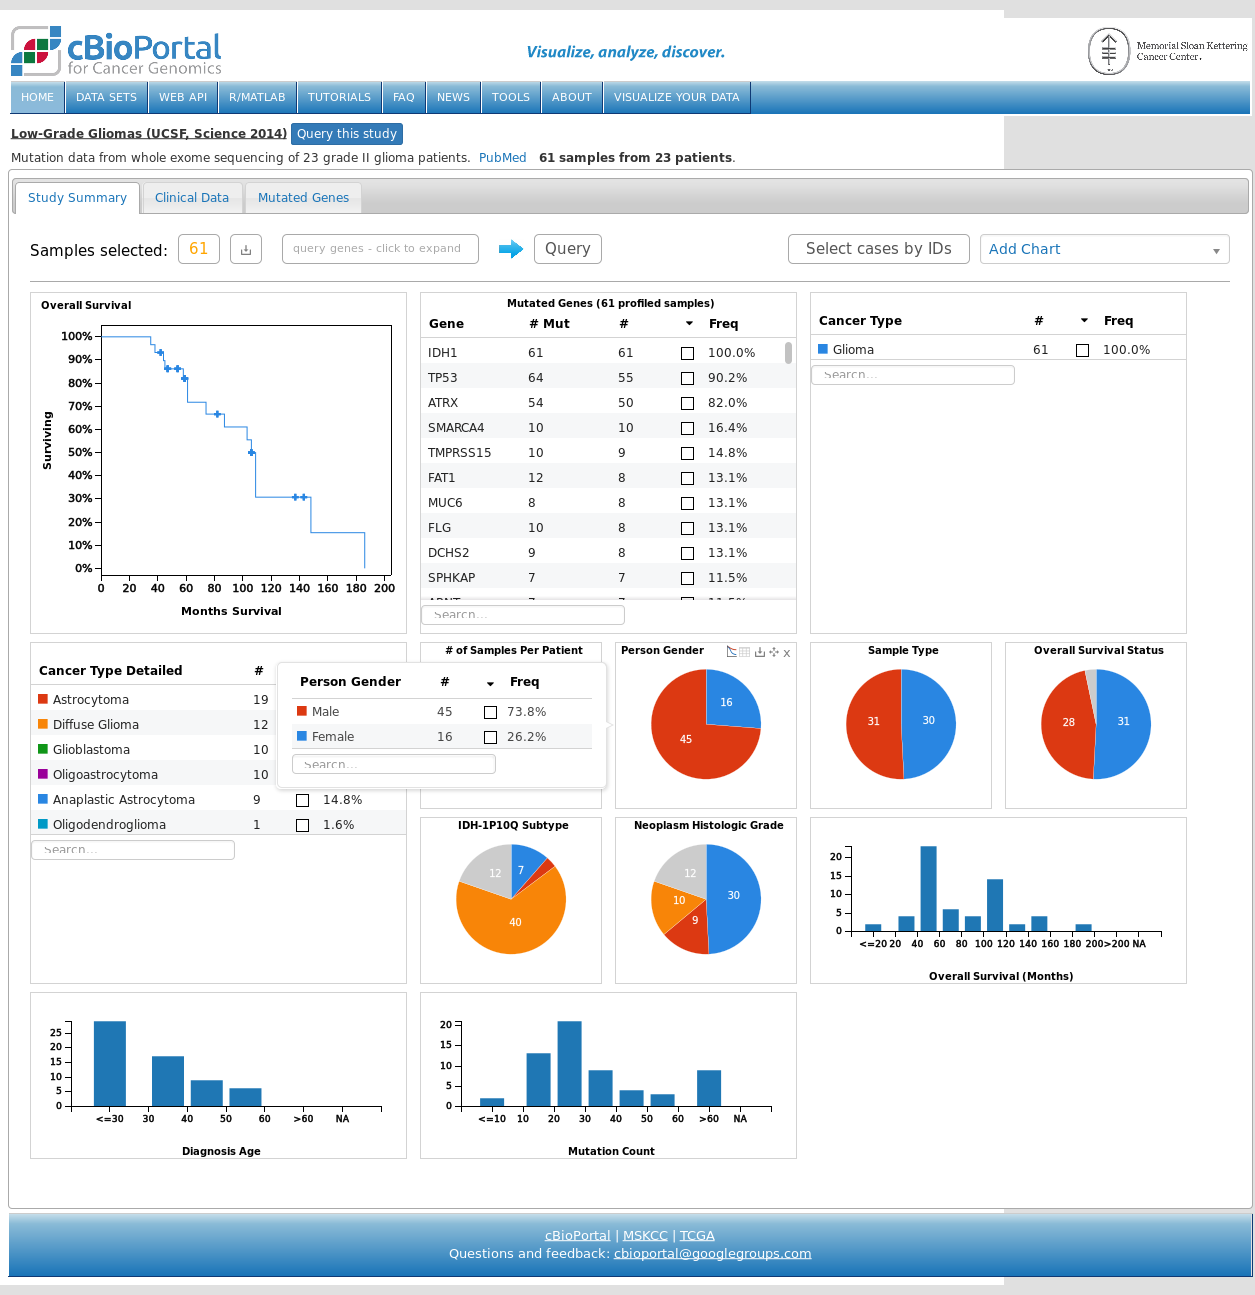 cBioPortal
for Cancer Genomics
Visualize, analyze, discover.
Memorial Sloan Kettering
Cancer Center.
HOME DATA SETS WEB API R/MATLAB TUTORIALS FAQ NEWS TOOLS ABOUT VISUALIZE YOUR DATA
Low-Grade Gliomas (UCSF, Science 2014) Query this study
Mutation data from whole exome sequencing of 23 grade II glioma patients. PubMed 61 samples from 23 patients.
Study Summary Clinical Data Mutated Genes
Samples selected: 61 query genes - click to expand Query Select cases by IDs Add Chart
Overall Survival
100%
90%
80%
70%
60%
50%
40%
30%
20%
10%
0%
Surviving
0 20 40 60 80 100 120 140 160 180 200
Months Survival
Mutated Genes (61 profiled samples)
Gene # Mut # Freq
IDH1 61 61 100.0%
TP53 64 55 90.2%
ATRX 54 50 82.0%
SMARCA4 10 10 16.4%
TMPRSS15 10 9 14.8%
FAT1 12 8 13.1%
MUC6 8 8 13.1%
FLG 10 8 13.1%
DCHS2 9 8 13.1%
SPHKAP 7 7 11.5%
Search...
Cancer Type # Freq
Glioma 61 100.0%
Search...
Cancer Type Detailed #
Astrocytoma 19
Diffuse Glioma 12
Glioblastoma 10
Oligoastrocytoma 10
Anaplastic Astrocytoma 9 14.8%
Oligodendroglioma 1 1.6%
Search...
# of Samples Per Patient
Person Gender # Freq
Male 45 73.8%
Female 16 26.2%
Search...
Person Gender x
16
45
Sample Type
31 30
Overall Survival Status
28 31
IDH-1P10Q Subtype
12 7
40
Neoplasm Histologic Grade
12
30
10
9
20
15
10
5
0
<=20 20 40 60 80 100 120 140 160 180 200 >200 NA
Overall Survival (Months)
25
20
15
10
5
0
<=30 30 40 50 60 >60 NA
Diagnosis Age
20
15
10
5
0
<=10 10 20 30 40 50 60 >60 NA
Mutation Count
cBioPortal | MSKCC | TCGA
Questions and feedback: cbioportal@googlegroups.com